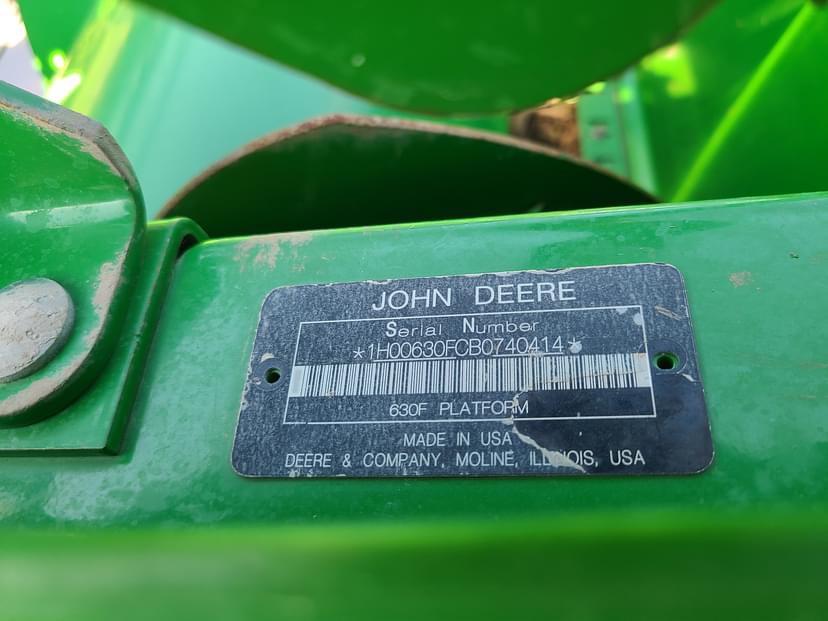 JOHN DEERE
Serial Number
*1H00630FCB0740414*
630F PLATFORM
MADE IN USA
DEERE & COMPANY, MOLINE, ILLINOIS, USA